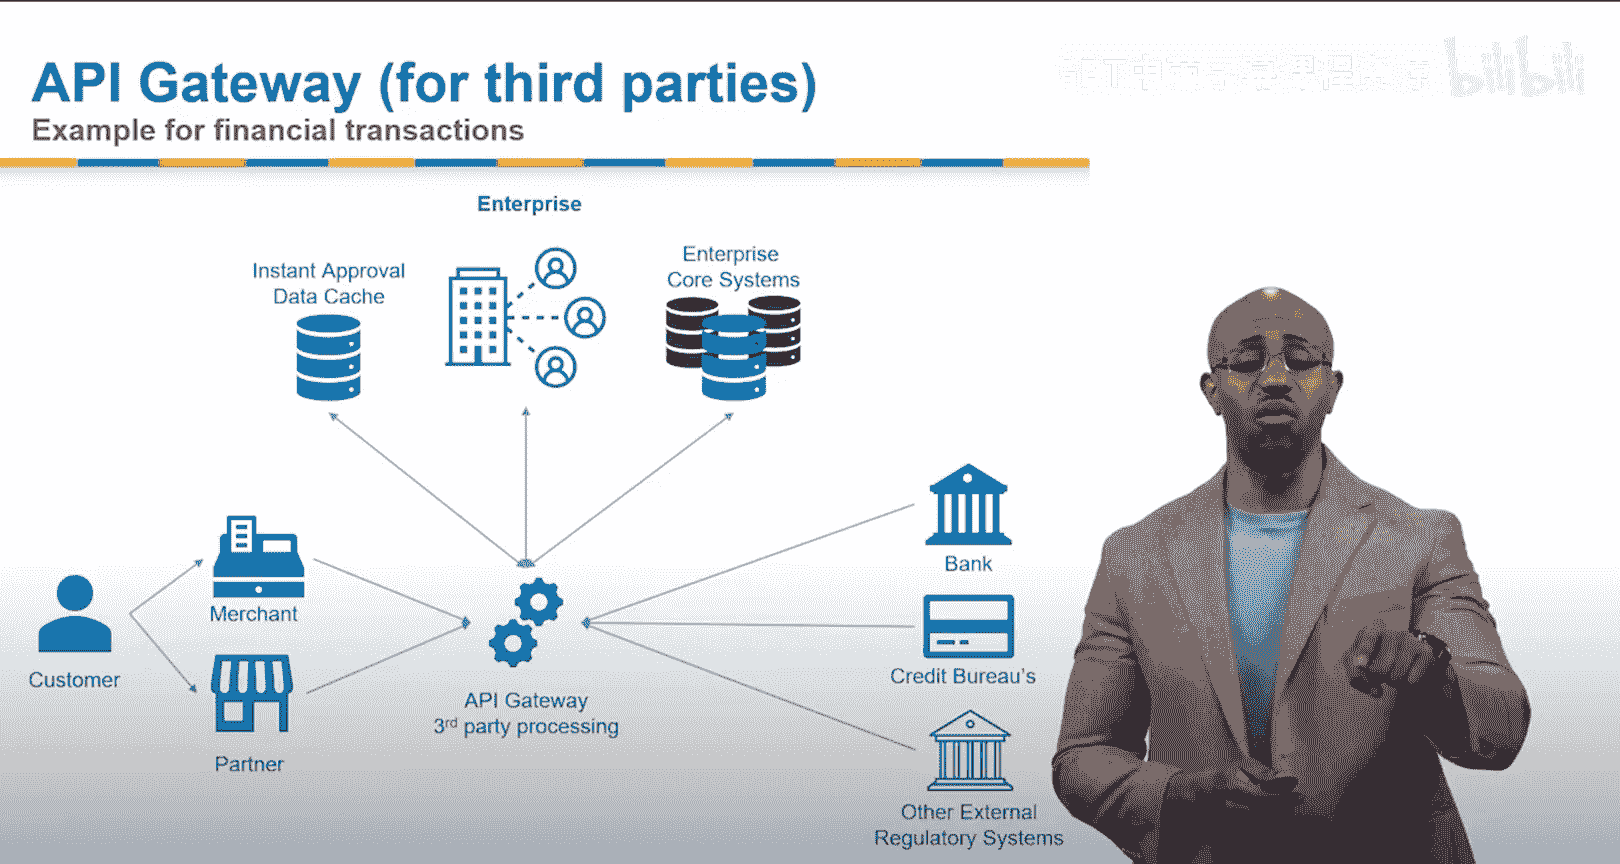 API Gateway (for third parties)
Example for financial transactions
bilibili
Enterprise
Instant Approval
Data Cache
Enterprise
Core Systems
Bank
Merchant
Customer
Credit Bureau's
API Gateway
3rd party processing
Partner
Other External
Regulatory Systems